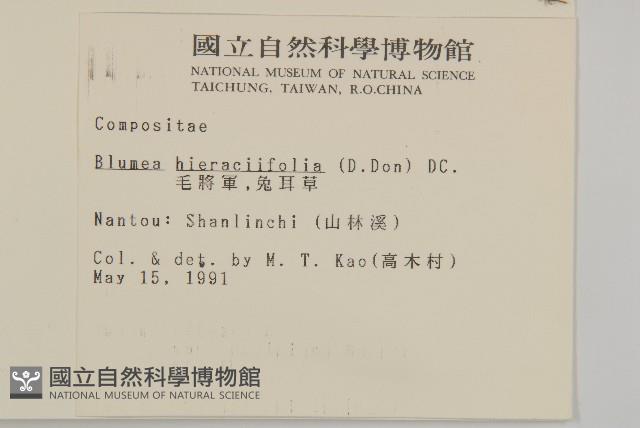 國立自然科學博物館
NATIONAL MUSEUM OF NATURAL SCIENCE
TAICHUNG, TAIWAN, R.O.CHINA
Compositae
Blumea hieraciifolia (D.Don) DC.
毛將軍,兔耳草
Nantou: Shanlinchi (山林溪)
Col. & det. by M. T. Kao(高木村)
May 15, 1991
國立自然科學博物館
NATIONAL MUSEUM OF NATURAL SCIENCE